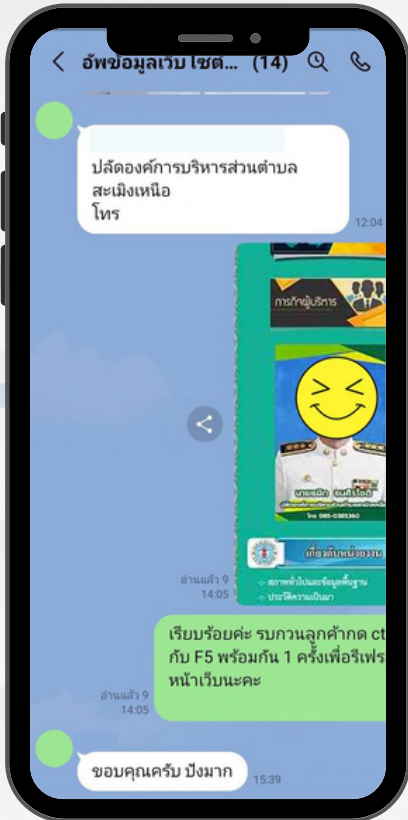 อัพข้อมูลเว็บ ไซต์... (14)
ปลัดองค์การบริหารส่วนตำบล
สะเมิงเหนือ
โทร
12:04
ภารกิจผู้บริหาร
โทร 085-0385360
เกี่ยวกับหน่วยงาน
สภาพทั่วไปและข้อมูลพื้นฐาน
ประวัติความเป็นมา
อ่านแล้ว 9
14:05
เรียบร้อยค่ะ รบกวนลูกค้ากด ct
กับ F5 พร้อมกัน 1 ครั้งเพื่อรีเฟร
หน้าเว็บนะคะ
อ่านแล้ว 9
14:05
ขอบคุณครับ ปังมาก
15:39